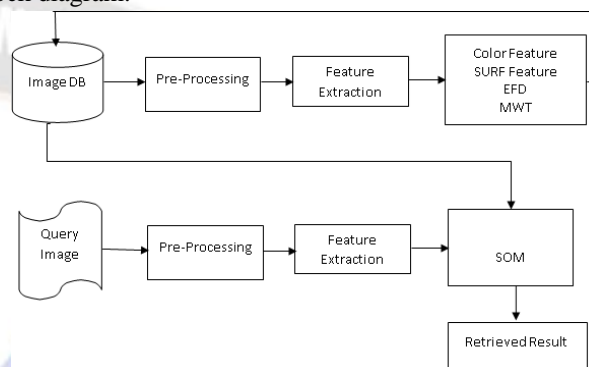 Image DB
Pre-Processing
Feature
Extraction
Color Feature
SURF Feature
EFD
MWT
Query
Image
Pre-Processing
Feature
Extraction
SOM
Retrieved Result